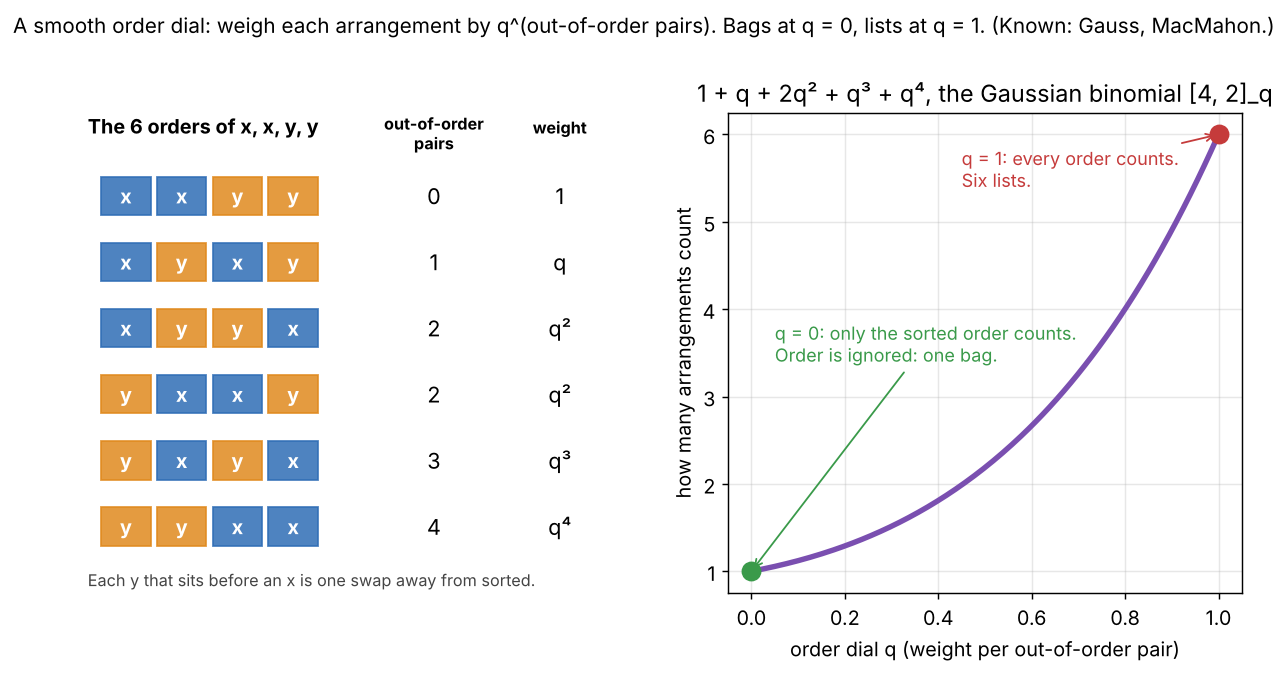 A smooth order dial: weigh each arrangement by q^(out-of-order pairs). Bags at q = 0, lists at q = 1. (Known: Gauss, MacMahon.)
The 6 orders of x, x, y, y
out-of-order
pairs
weight
x x y y 0 1
x y x y 1 q
x y y x 2 q²
y x x y 2 q²
y x y x 3 q³
y y x x 4 q⁴
Each y that sits before an x is one swap away from sorted.
1 + q + 2q² + q³ + q⁴, the Gaussian binomial [4, 2]_q
how many arrangements count
6
5
4
3
2
1
q = 1: every order counts.
Six lists.
q = 0: only the sorted order counts.
Order is ignored: one bag.
0.0 0.2 0.4 0.6 0.8 1.0
order dial q (weight per out-of-order pair)